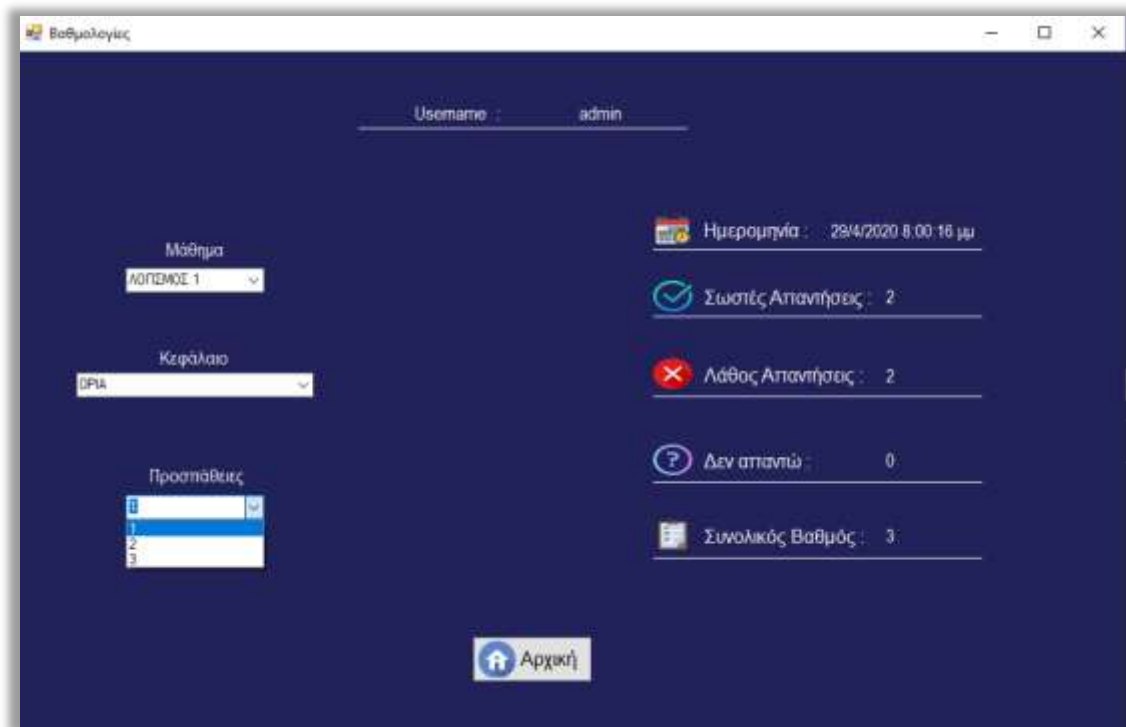 Βαθμολογίες
Username : admin
Μάθημα
ΛΟΓΙΣΜΟΣ 1
Κεφάλαιο
ΟΡΙΑ
Προσπάθειες
1
1
2
3
Ημερομηνία : 29/4/2020 8:00:16 μμ
Σωστές Απαντήσεις : 2
Λάθος Απαντήσεις : 2
Δεν απαντώ : 0
Συνολικός Βαθμός : 3
Αρχική